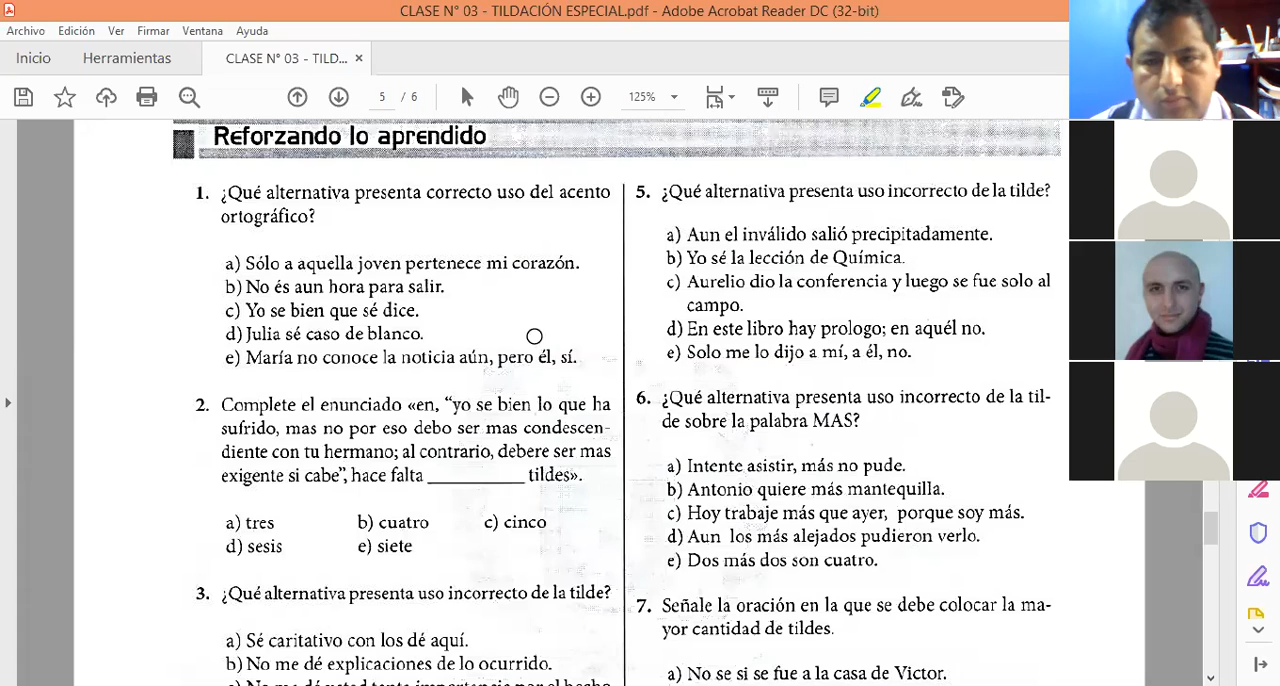 CLASE N° 03 - TILDACIÓN ESPECIAL.pdf - Adobe Acrobat Reader DC (32-bit)
Archivo Edición Ver Firmar Ventana Ayuda
Inicio Herramientas CLASE N° 03 - TILD... ×
5 / 6 125%
Reforzando lo aprendido
1. ¿Qué alternativa presenta correcto uso del acento
ortográfico?
a) Sólo a aquella joven pertenece mi corazón.
b) No és aun hora para salir.
c) Yo se bien que sé dice.
d) Julia sé caso de blanco.
e) María no conoce la noticia aún, pero él, sí.
2. Complete el enunciado «en, “yo se bien lo que ha
sufrido, mas no por eso debo ser mas condescen-
diente con tu hermano; al contrario, debere ser mas
exigente si cabe”, hace falta __________ tildes».
a) tres b) cuatro c) cinco
d) sesis e) siete
3. ¿Qué alternativa presenta uso incorrecto de la tilde?
a) Sé caritativo con los dé aquí.
b) No me dé explicaciones de lo ocurrido.
5. ¿Qué alternativa presenta uso incorrecto de la tilde?
a) Aun el inválido salió precipitadamente.
b) Yo sé la lección de Química.
c) Aurelio dio la conferencia y luego se fue solo al
campo.
d) En este libro hay prologo; en aquél no.
e) Solo me lo dijo a mí, a él, no.
6. ¿Qué alternativa presenta uso incorrecto de la til-
de sobre la palabra MAS?
a) Intente asistir, más no pude.
b) Antonio quiere más mantequilla.
c) Hoy trabaje más que ayer, porque soy más.
d) Aun los más alejados pudieron verlo.
e) Dos más dos son cuatro.
7. Señale la oración en la que se debe colocar la ma-
yor cantidad de tildes.
a) No se si se fue a la casa de Victor.